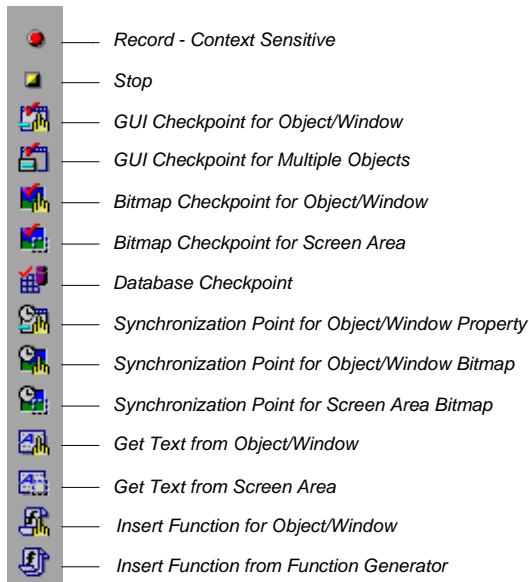 Record - Context Sensitive
Stop
GUI Checkpoint for Object/Window
GUI Checkpoint for Multiple Objects
Bitmap Checkpoint for Object/Window
Bitmap Checkpoint for Screen Area
Database Checkpoint
Synchronization Point for Object/Window Property
Synchronization Point for Object/Window Bitmap
Synchronization Point for Screen Area Bitmap
Get Text from Object/Window
Get Text from Screen Area
Insert Function for Object/Window
Insert Function from Function Generator